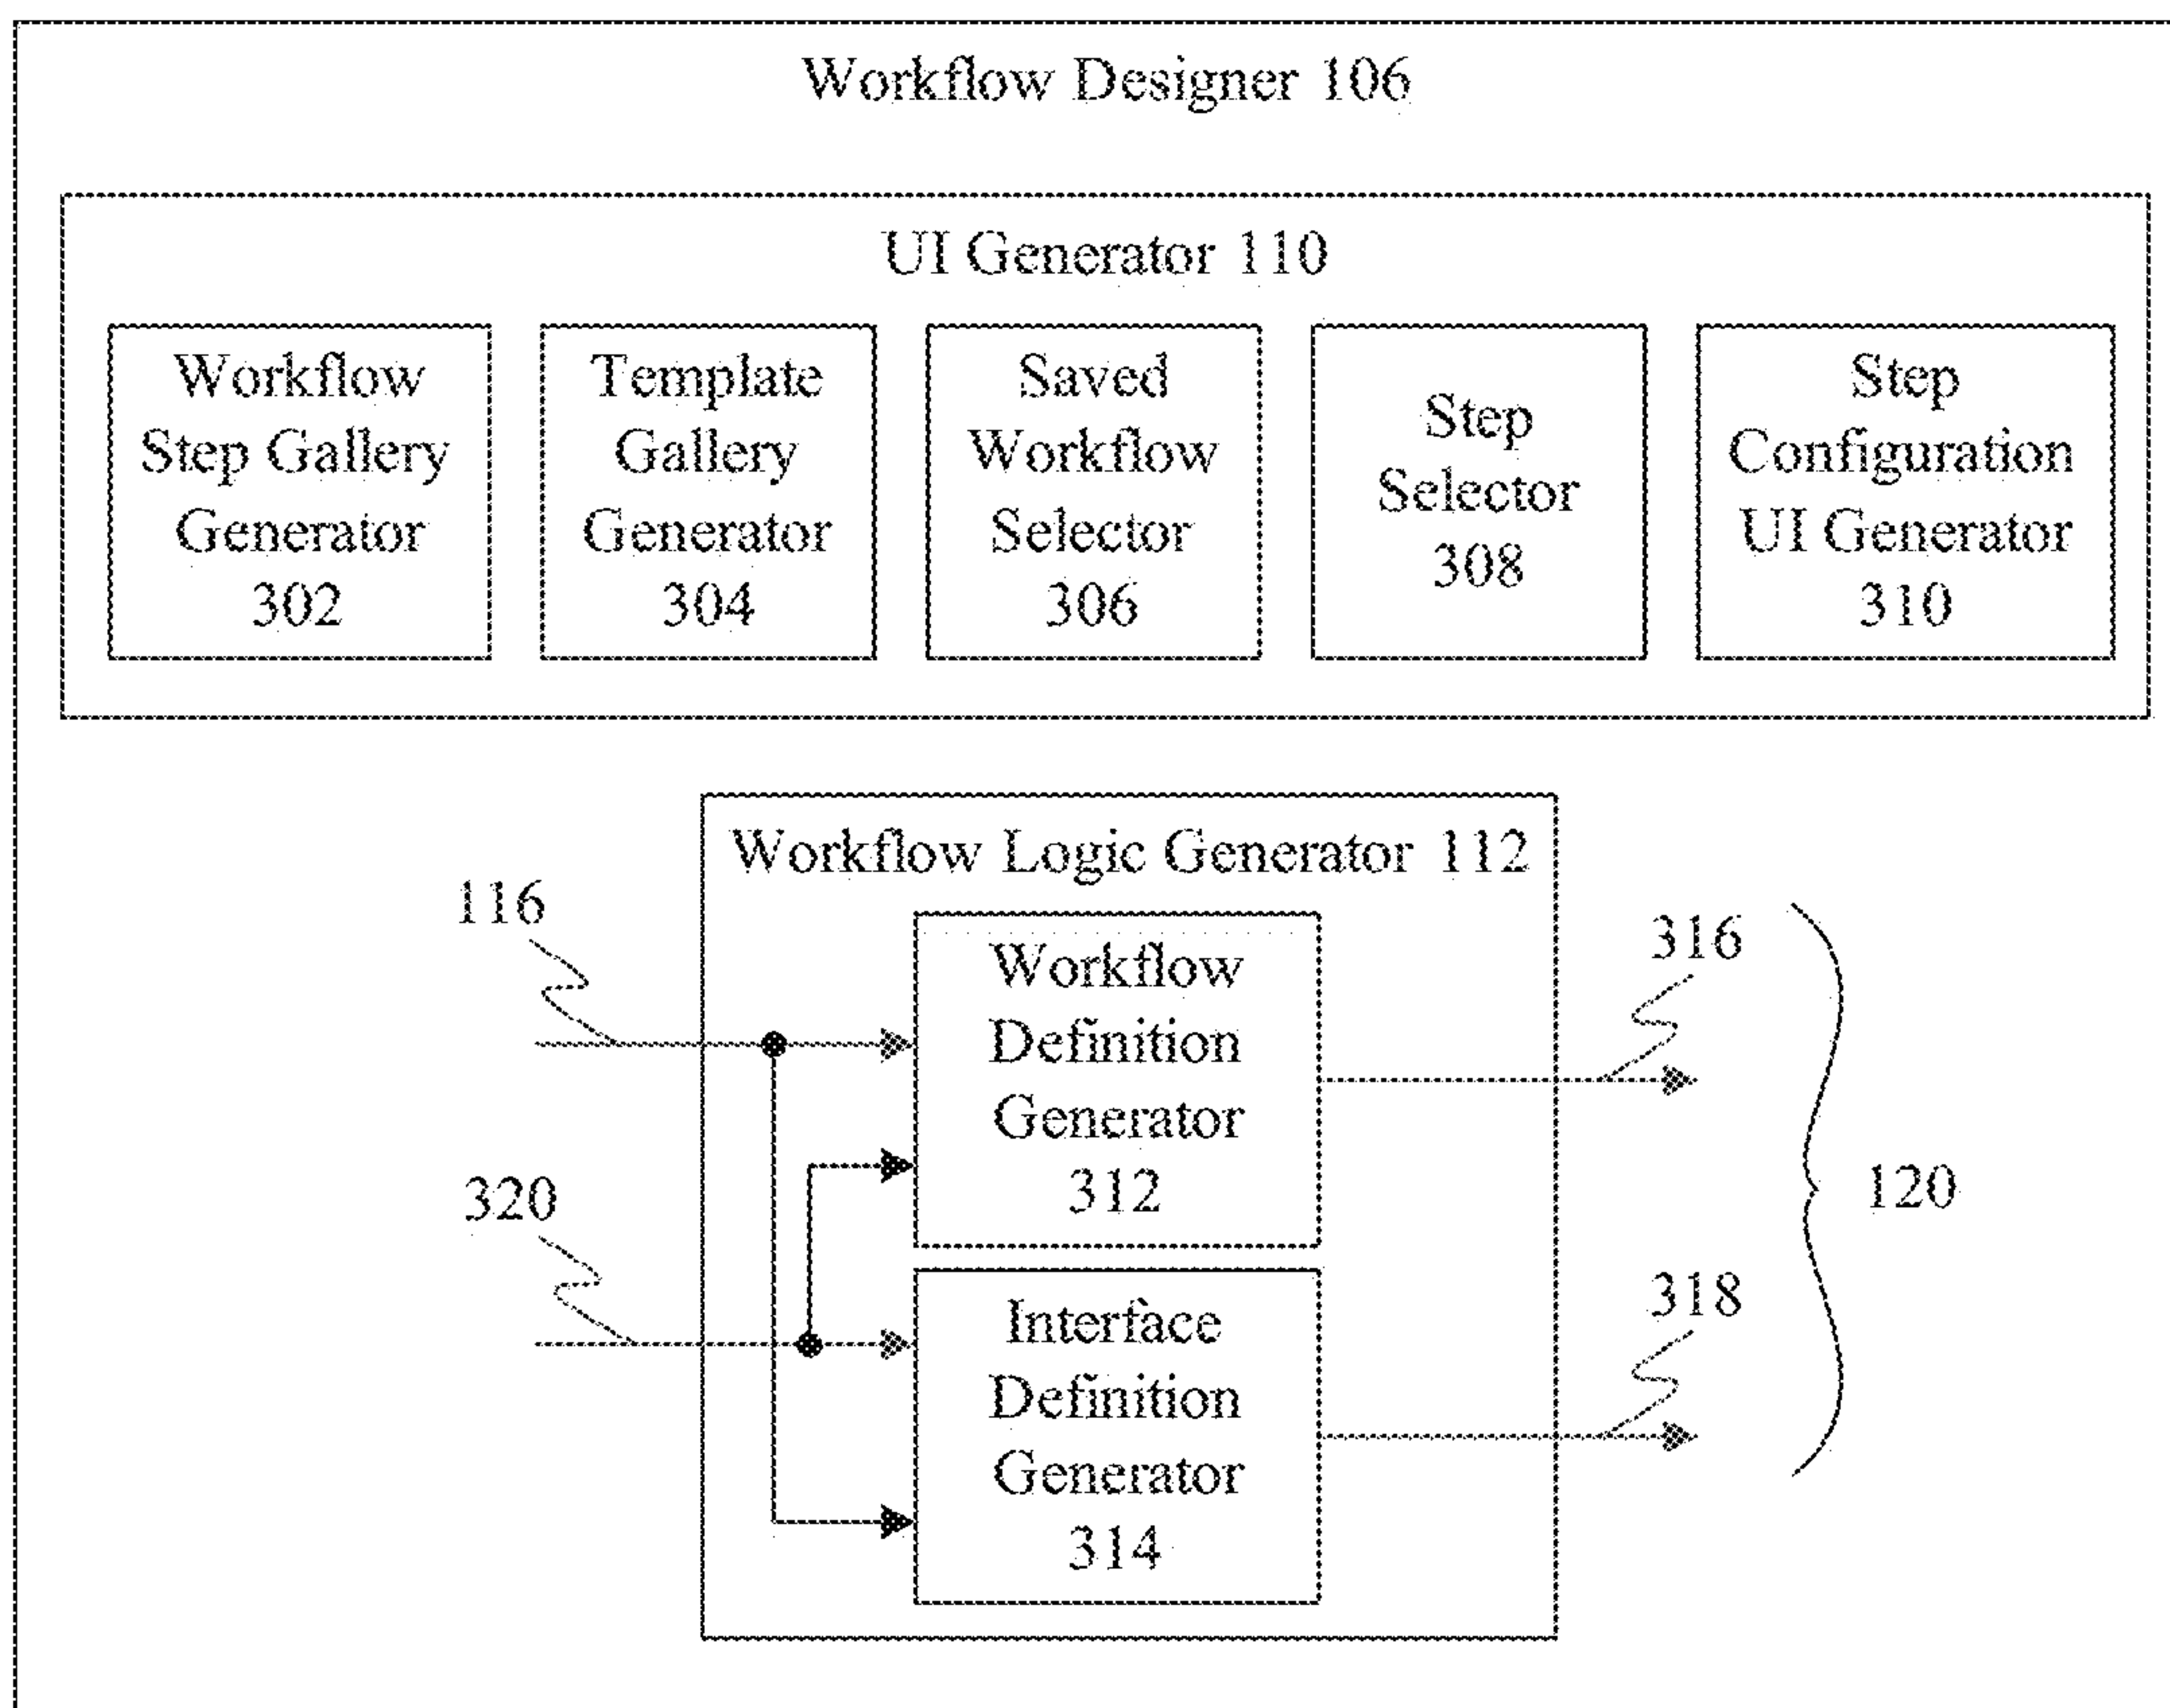 Workflow Designer 106
UI Generator 110
Workflow
Step Gallery
Generator
302
Template
Gallery
Generator
304
Saved
Workflow
Selector
306
Step
Selector
308
Step
Configuration
UI Generator
310
Workflow Logic Generator 112
116
320
Workflow
Definition
Generator
312
Interface
Definition
Generator
314
316
318
120